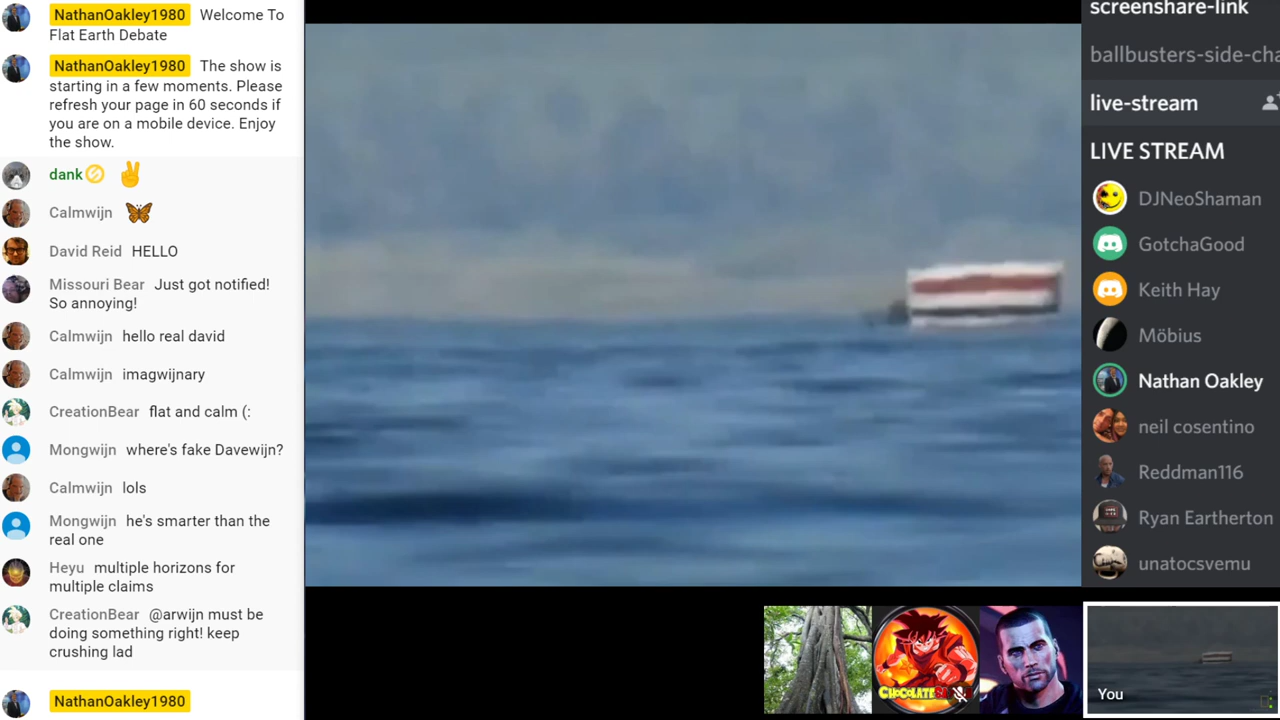 NathanOakley1980 Welcome To
Flat Earth Debate
NathanOakley1980 The show is
starting in a few moments. Please
refresh your page in 60 seconds if
you are on a mobile device. Enjoy
the show.
dank
Calmwijn
David Reid HELLO
Missouri Bear Just got notified!
So annoying!
Calmwijn hello real david
Calmwijn imagwijnary
CreationBear flat and calm (:
Mongwijn where's fake Davewijn?
Calmwijn lols
Mongwijn he's smarter than the
real one
Heyu multiple horizons for
multiple claims
CreationBear @arwijn must be
doing something right! keep
crushing lad
NathanOakley1980
screenshare-link
ballbusters-side-cha
live-stream
LIVE STREAM
DJNeoShaman
GotchaGood
Keith Hay
Möbius
Nathan Oakley
neil cosentino
Reddman116
Ryan Eartherton
unatocsvemu
You